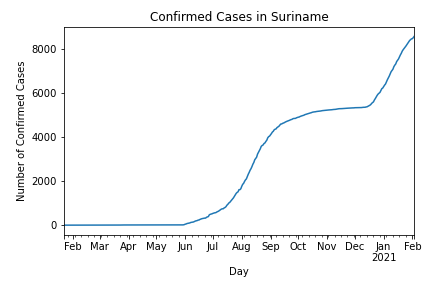 Confirmed Cases in Suriname
Number of Confirmed Cases
8000
6000
4000
2000
0
Feb Mar Apr May Jun Jul Aug Sep Oct Nov Dec Jan Feb
2021
Day